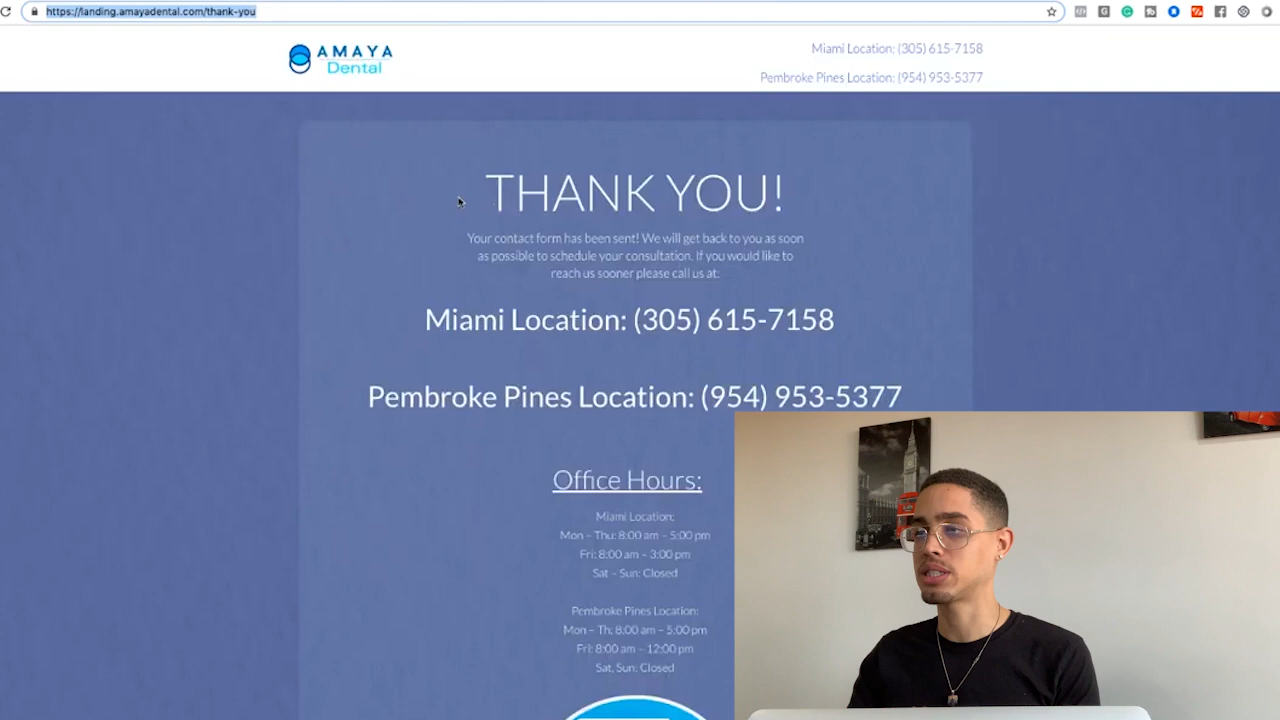 https://landing.amayadental.com/thank-you
AMAYA
Dental
Miami Location: (305) 615-7158
Pembroke Pines Location: (954) 953-5377
THANK YOU!
Your contact form has been sent! We will get back to you as soon
as possible to schedule your consultation. If you would like to
reach us sooner please call us at:
Miami Location: (305) 615-7158
Pembroke Pines Location: (954) 953-5377
Office Hours:
Miami Location:
Mon – Thu: 8:00 am – 5:00 pm
Fri: 8:00 am – 3:00 pm
Sat – Sun: Closed
Pembroke Pines Location:
Mon – Th: 8:00 am – 5:00 pm
Fri: 8:00 am – 12:00 pm
Sat, Sun: Closed